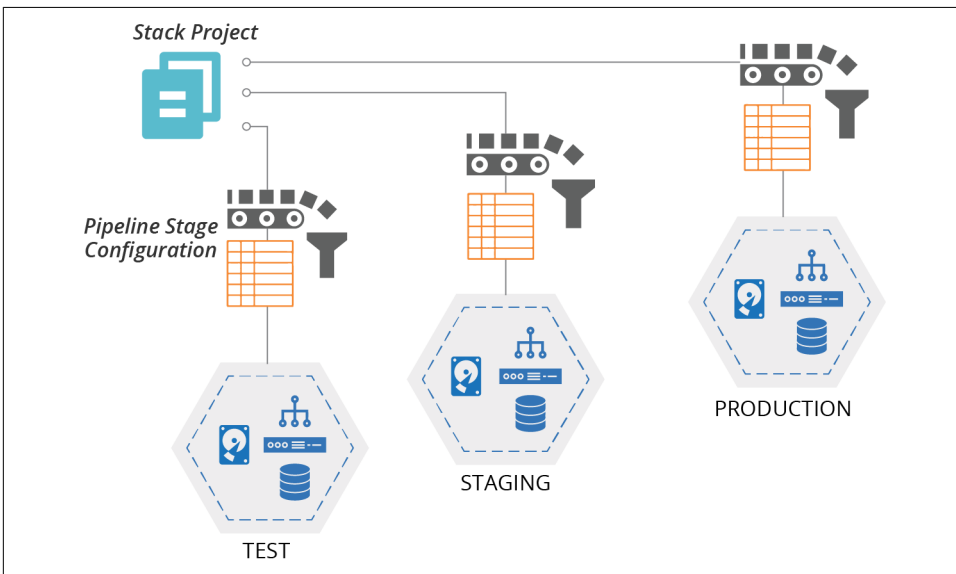 Stack Project
Pipeline Stage
Configuration
TEST
STAGING
PRODUCTION